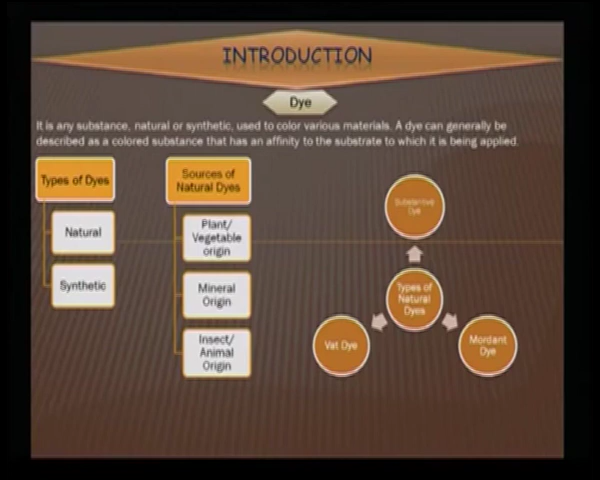 INTRODUCTION
Dye
It is any substance, natural or synthetic, used to color various materials. A dye can generally be
described as a colored substance that has an affinity to the substrate to which it is being applied.
Types of Dyes
Natural
Synthetic
Sources of
Natural Dyes
Plant/
Vegetable
origin
Mineral
Origin
Insect/
Animal
Origin
Substantive
Dye
Types of
Natural
Dyes
Vat Dye
Mordant
Dye